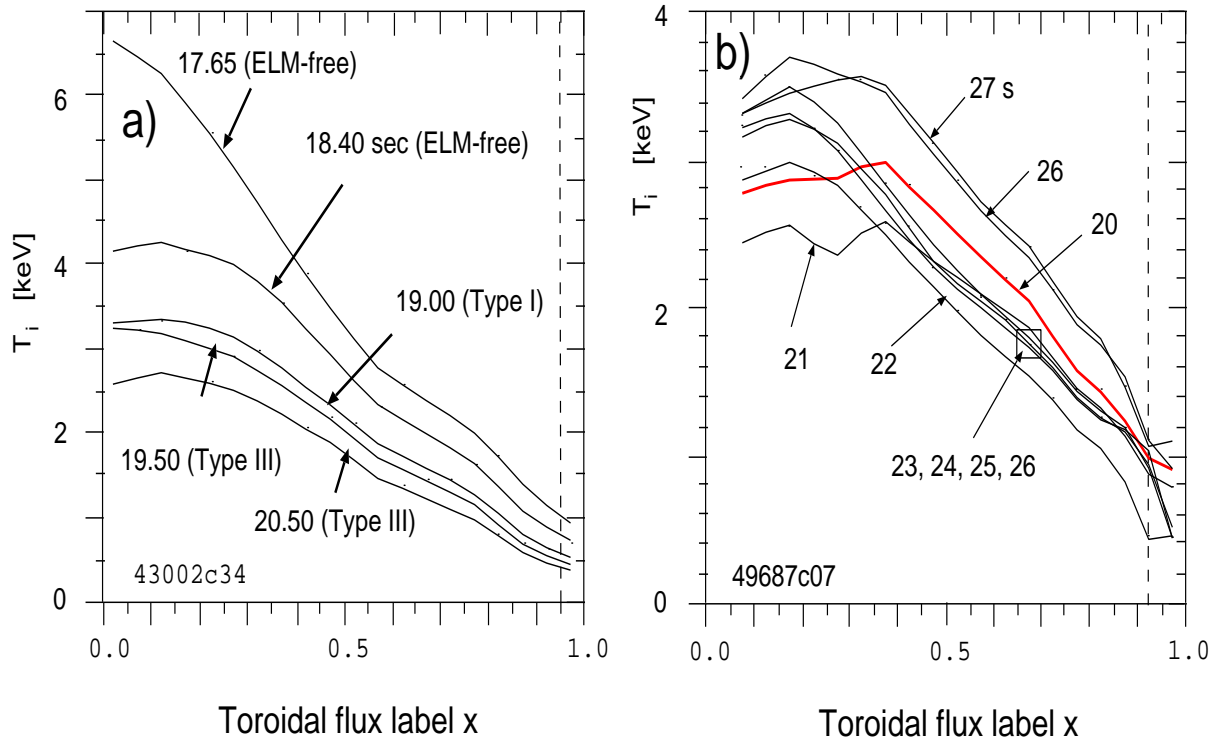 a)
17.65 (ELM-free)
18.40 sec (ELM-free)
19.00 (Type I)
19.50 (Type III)
20.50 (Type III)
43002c34
T_i [keV]
6
4
2
0
0.0
0.5
1.0
Toroidal flux label x
b)
27 s
26
20
21
22
23, 24, 25, 26
49687c07
T_i [keV]
4
2
0
0.0
0.5
1.0
Toroidal flux label x